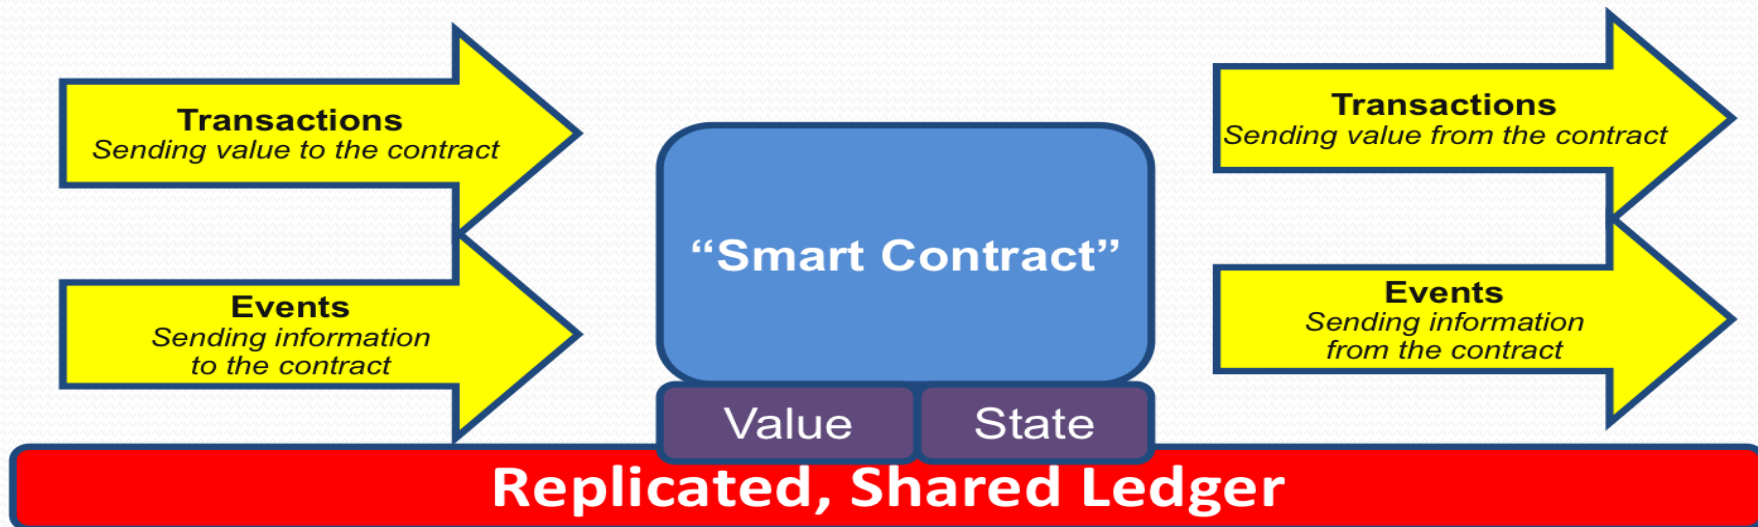 Transactions
Sending value to the contract
Events
Sending information
to the contract
“Smart Contract”
Value
State
Transactions
Sending value from the contract
Events
Sending information
from the contract
Replicated, Shared Ledger